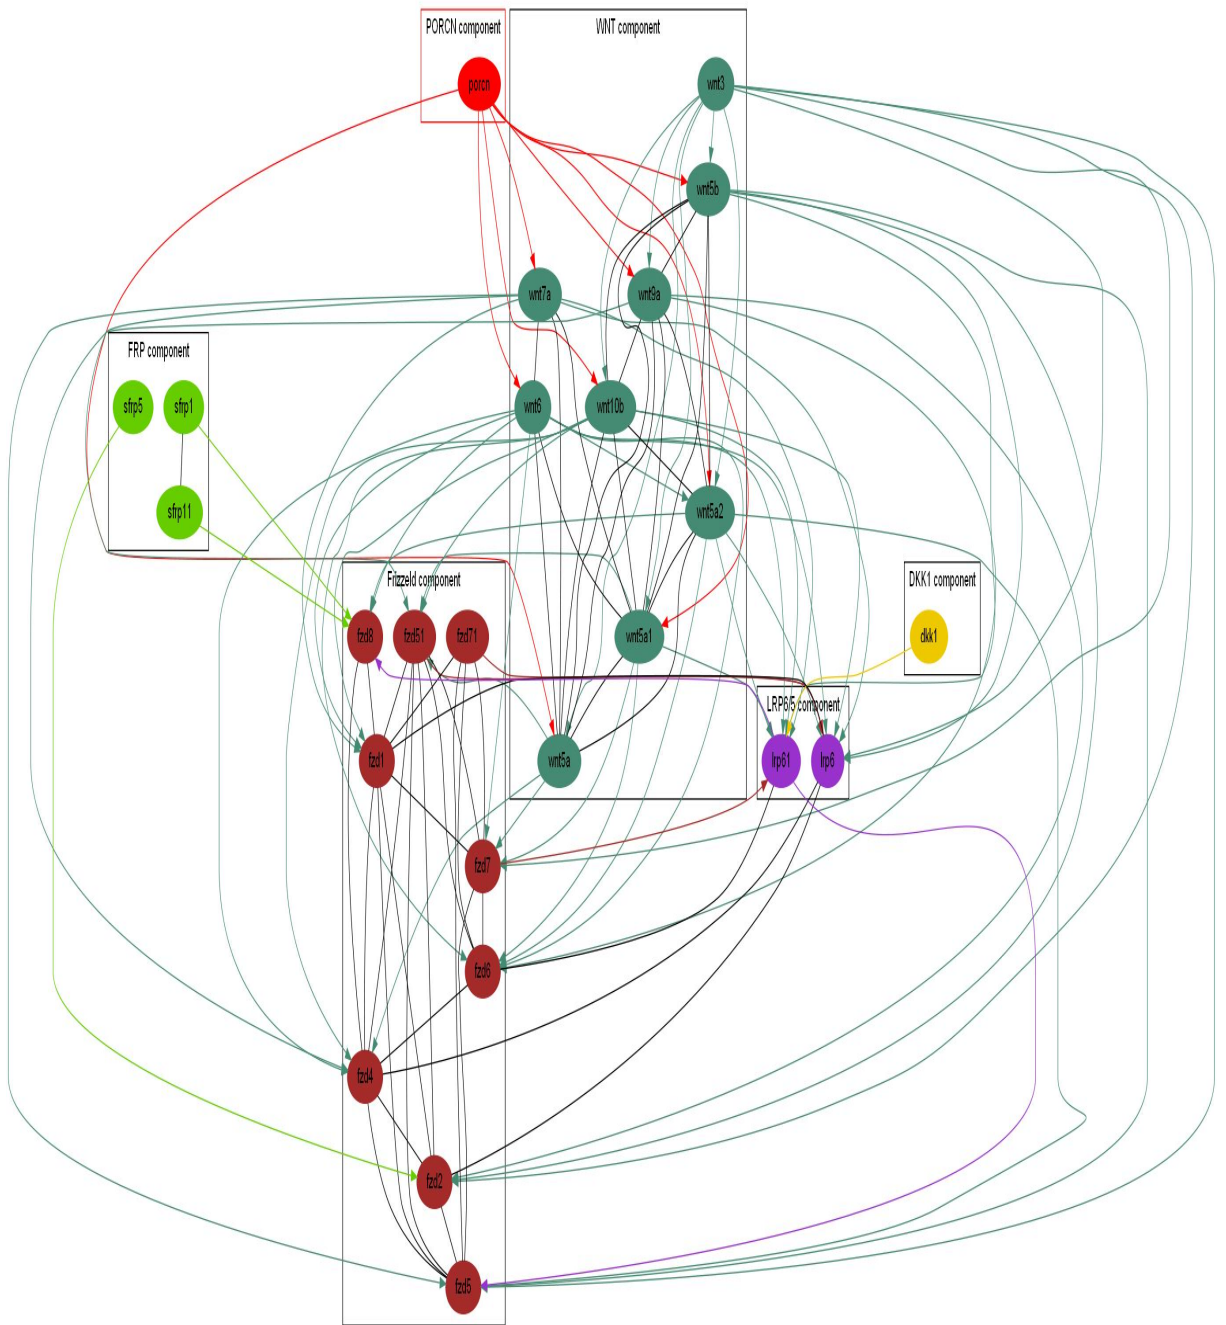 PORCN component
WNT component
porcn
wnt3
wnt5b
wnt7a
wnt9a
FRP component
sfrp5
sfrp1
wnt6
wnt10b
sfrp11
wnt5a2
Frizzeld component
DKK1 component
fzd8
fzd51
fzd71
wnt5a1
dkk1
LRP6/5 component
fzd1
wnt5a
lrp61
lrp6
fzd7
fzd6
fzd4
fzd2
fzd5